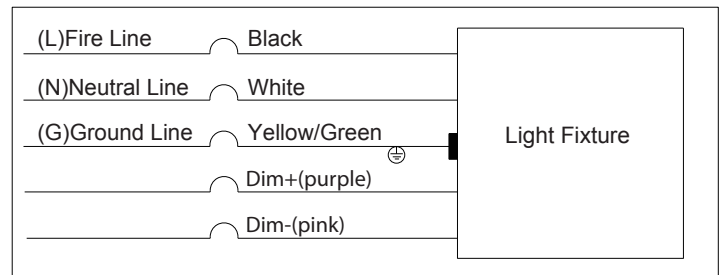 (L)Fire Line Black
(N)Neutral Line White
(G)Ground Line Yellow/Green
Light Fixture
Dim+(purple)
Dim-(pink)